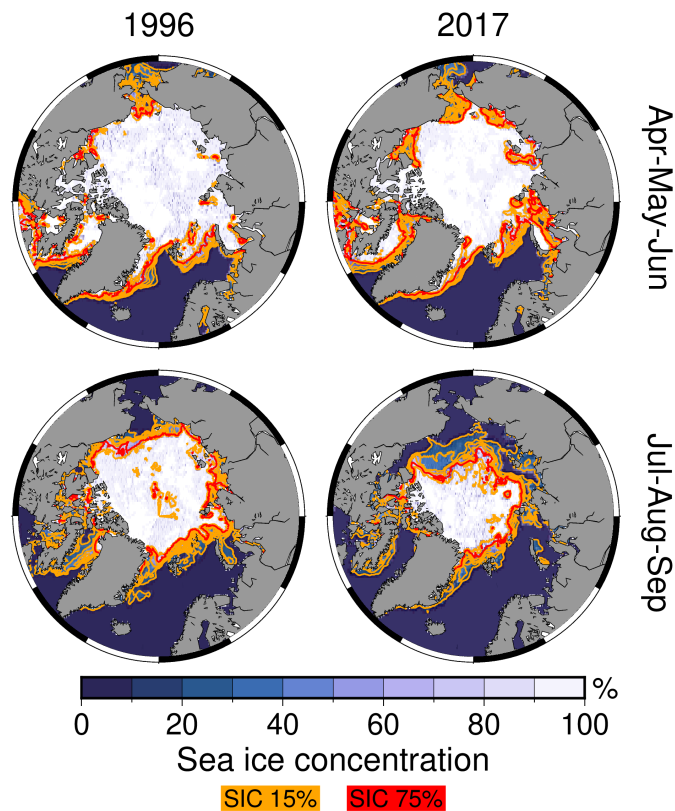 1996
2017
Apr-May-Jun
Jul-Aug-Sep
0 20 40 60 80 100 %
Sea ice concentration
SIC 15% SIC 75%